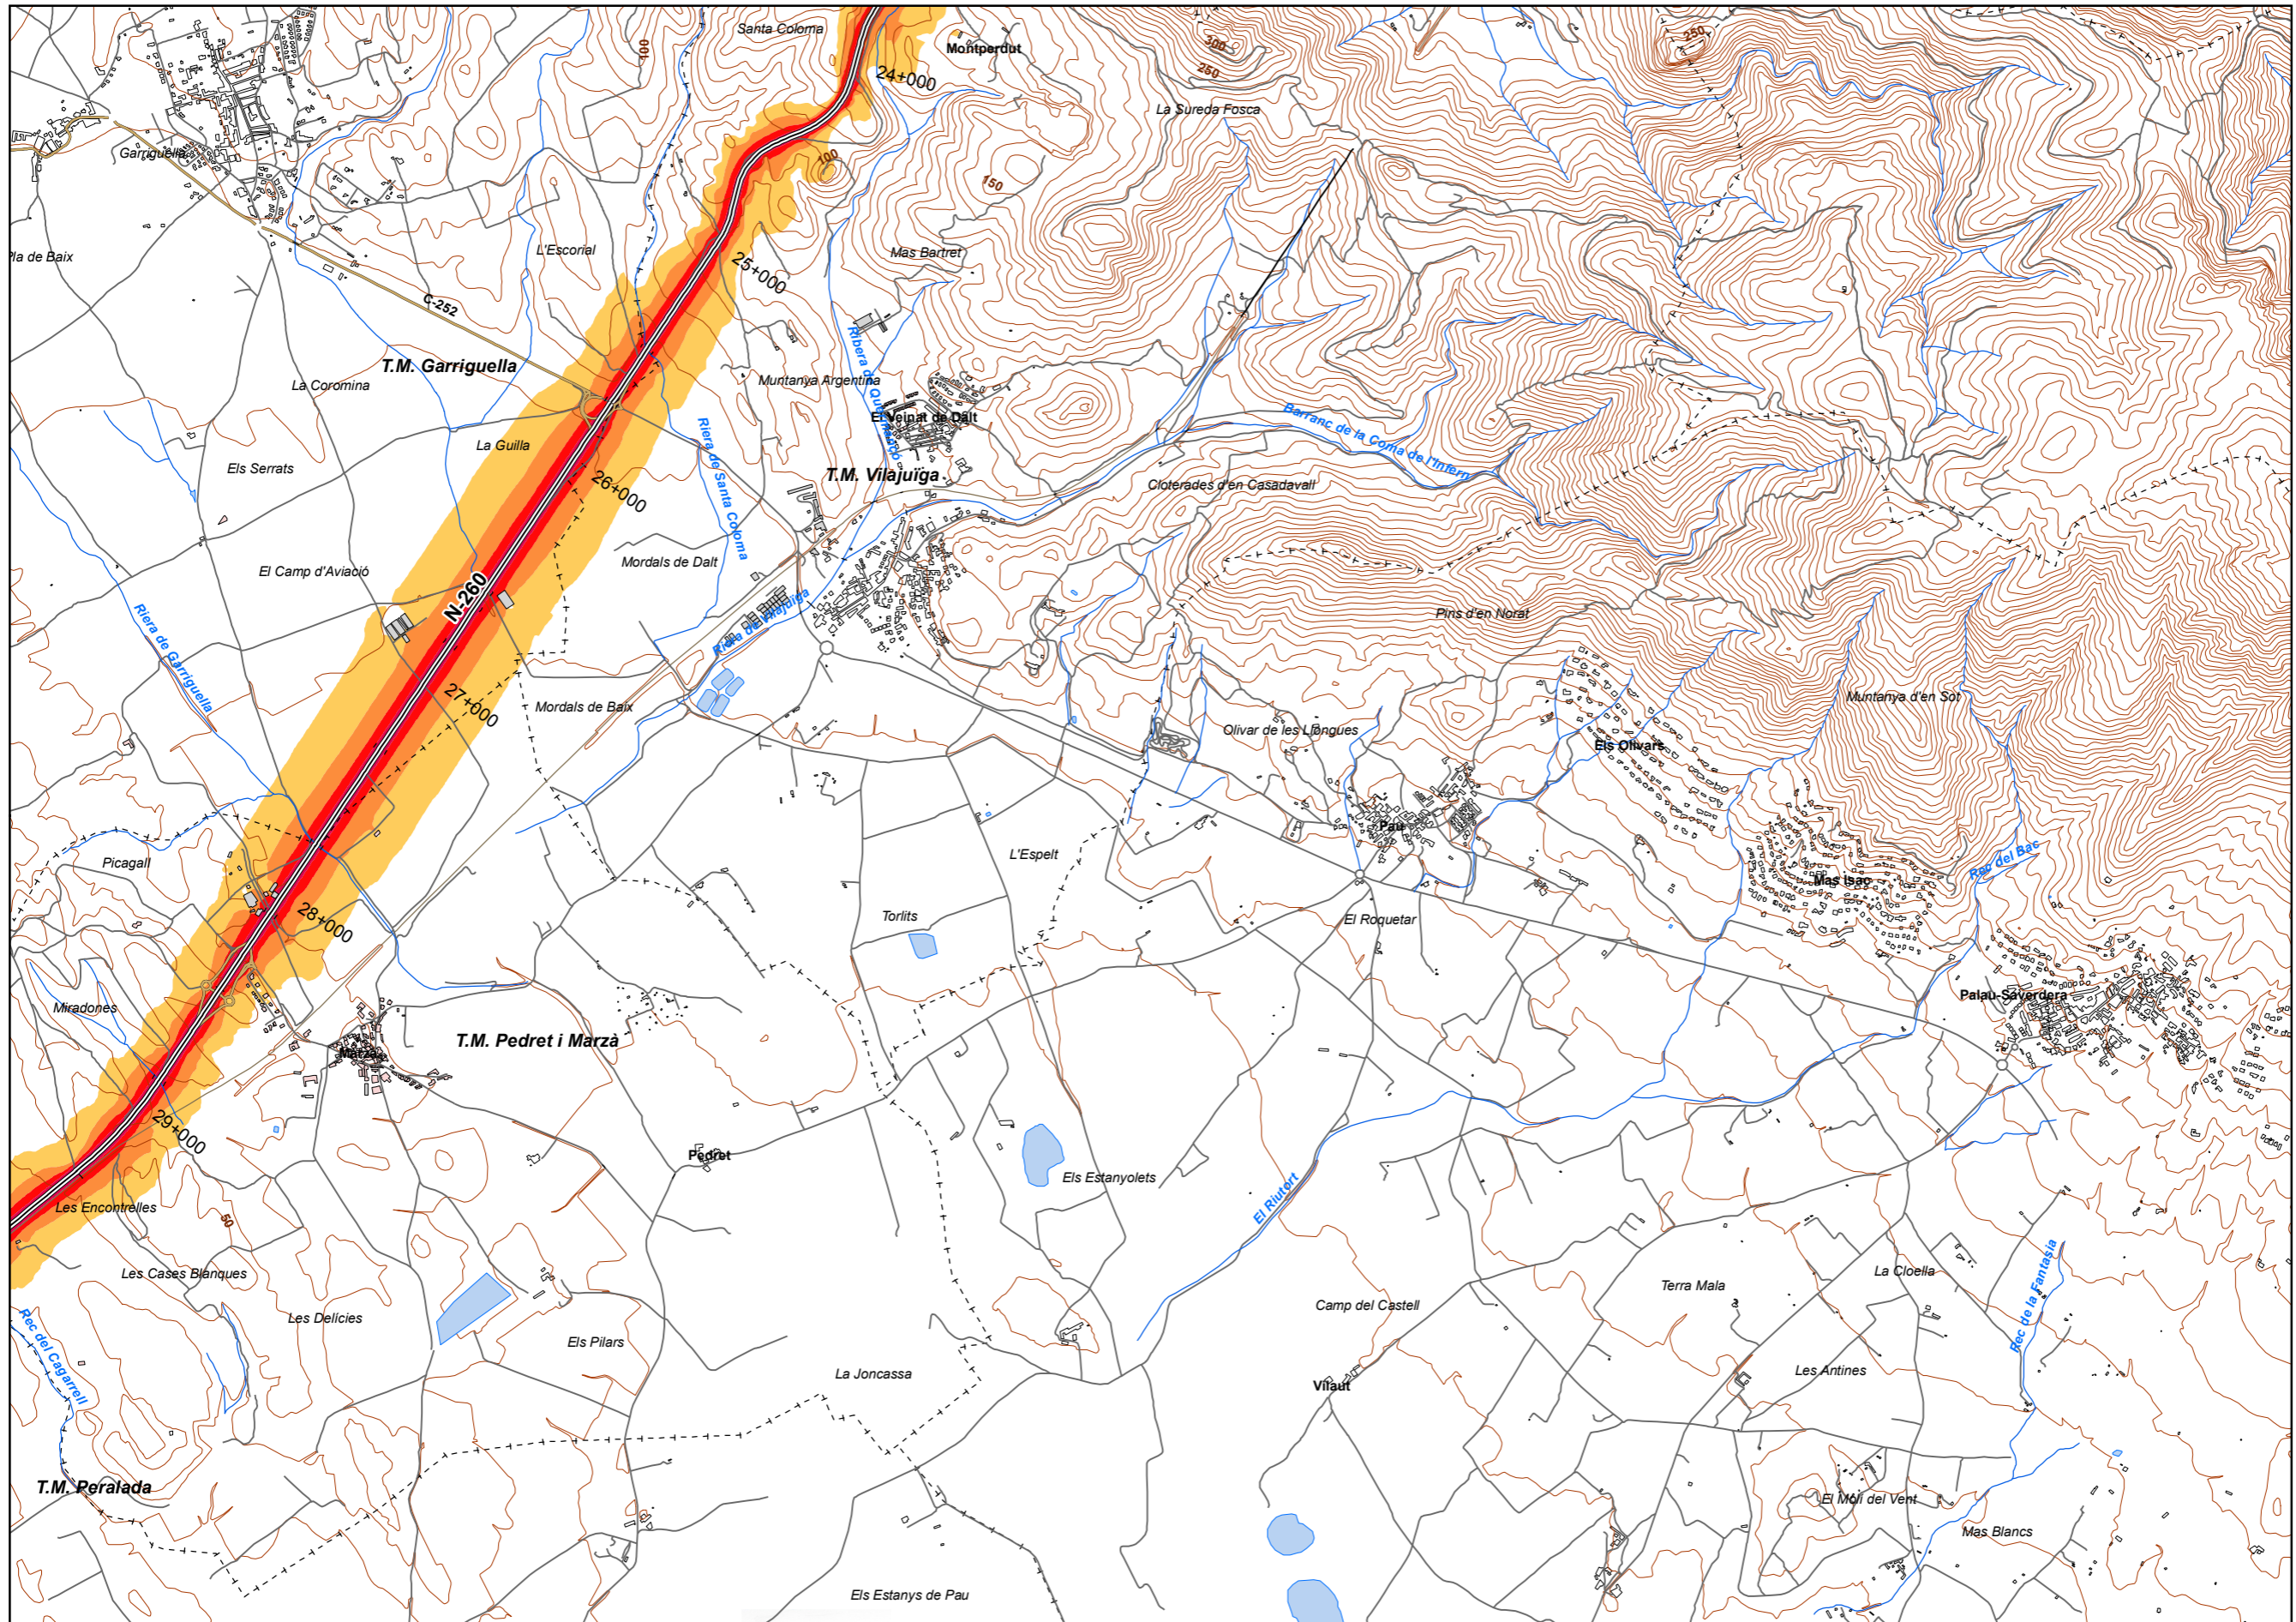 Santa Coloma
Montperdut
300
250
250
100
24+000
La Sureda Fosca
Garriguella
100
150
Pla de Baix
L'Escorial
Mas Bartret
25+000
C-252
T.M. Garriguella
La Coromina
Muntanya Argentina
Ribera de Quermançó
El Veïnat de Dalt
Barranc de la Coma de l'Infern
La Guilla
Els Serrats
Riera de Santa Coloma
T.M. Vilajuïga
26+000
Cloterades d'en Casadavall
Mordals de Dalt
El Camp d'Aviació
N-260
Riera de Vilajuïga
Pins d'en Norat
Riera de Garriguella
27+000
Mordals de Baix
Muntanya d'en Sot
Olivar de les Llongues
Els Olivars
Pau
Picagall
L'Espelt
Rec del Bac
Mas Isac
28+000
Torlits
El Roquetar
Miradones
Palau-Saverdera
T.M. Pedret i Marzà
Marzà
29+000
Pedret
Els Estanyolets
El Riutort
Les Encontrelles
50
Les Cases Blanques
La Cloella
Terra Mala
Rec de la Fantasia
Camp del Castell
Les Delícies
Els Pilars
Rec del Cagarrell
La Joncassa
Les Antines
Vilaut
T.M. Peralada
El Molí del Vent
Mas Blancs
Els Estanys de Pau